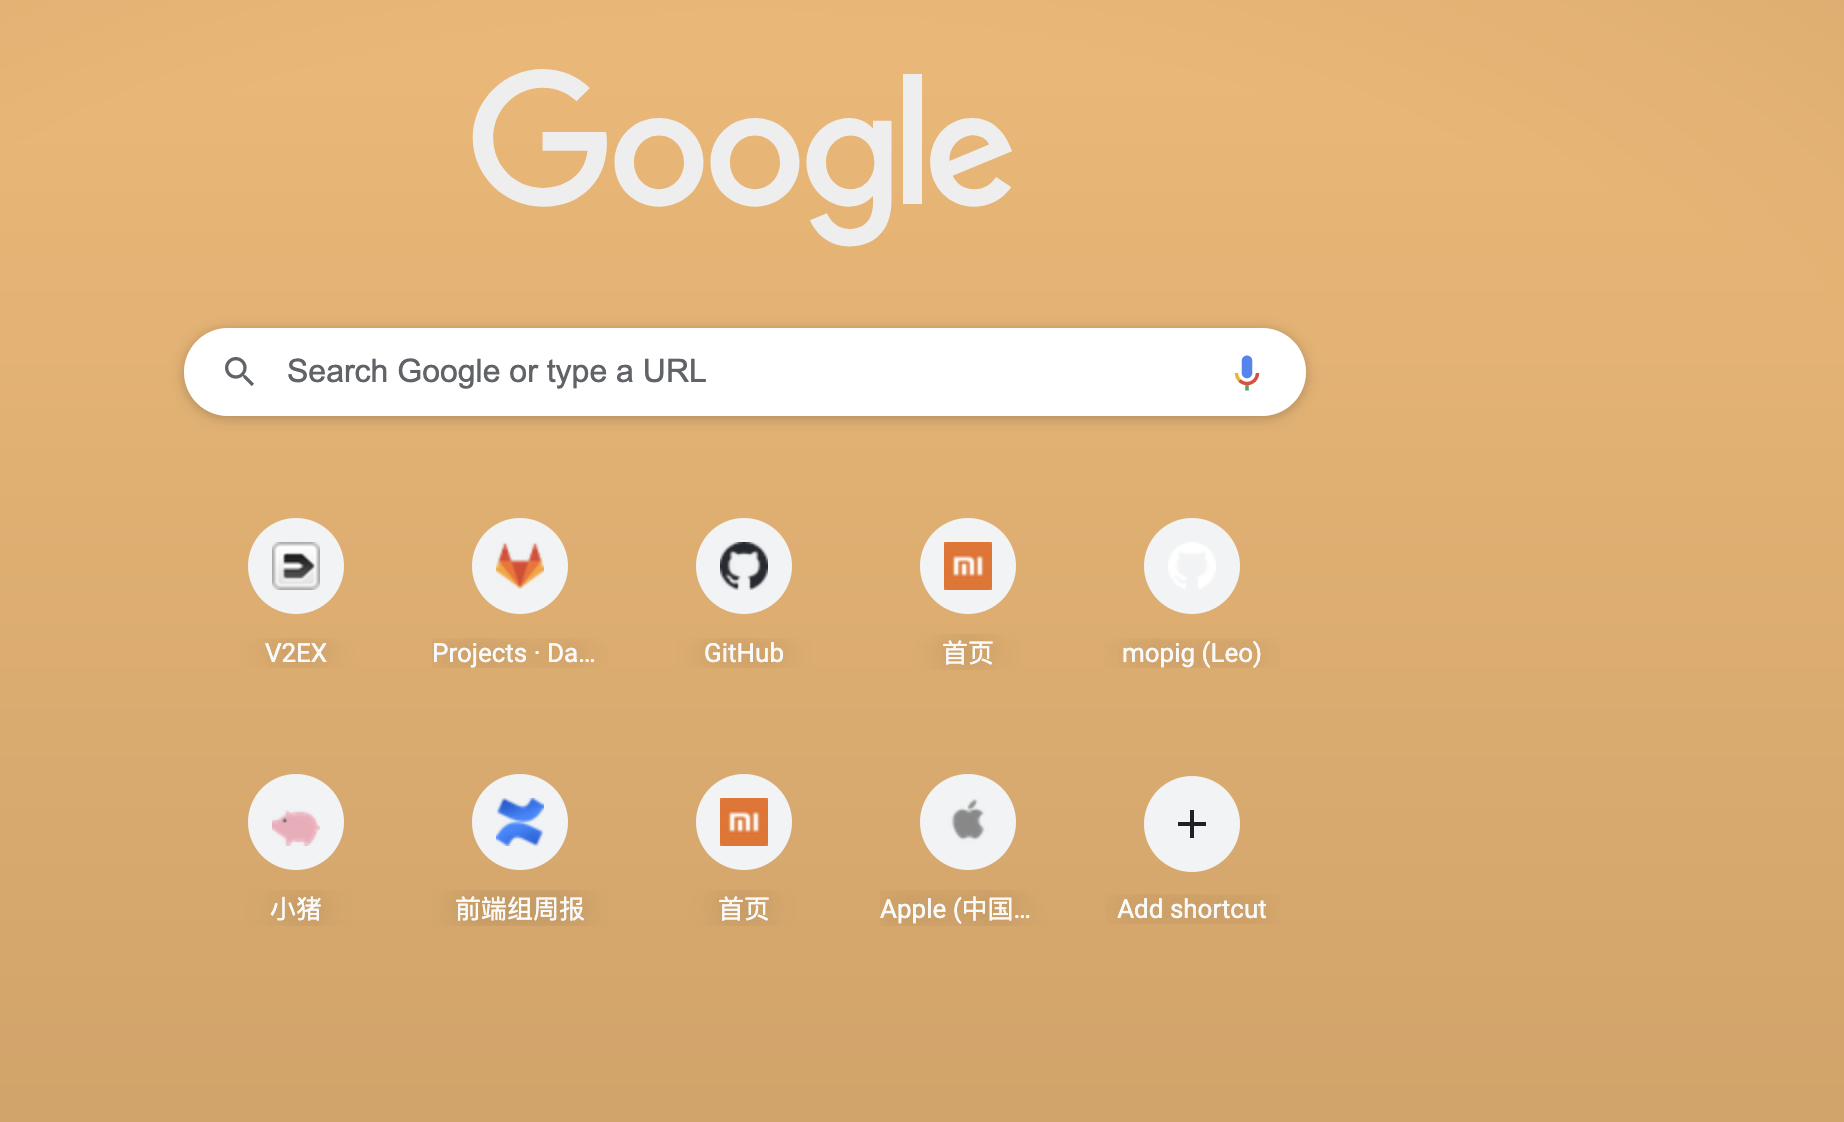 Google
Search Google or type a URL
V2EX
Projects · Da...
GitHub
首页
mopig (Leo)
小猪
前端组周报
首页
Apple (中国...
Add shortcut